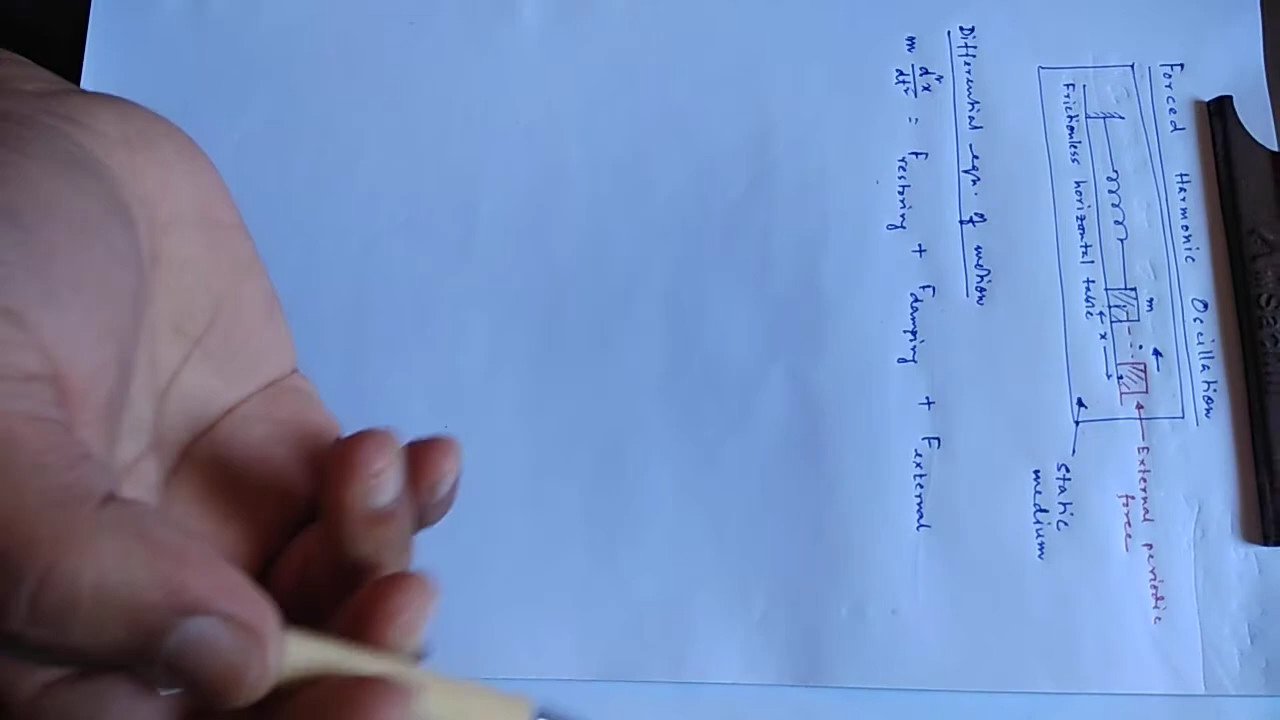 Forced Harmonic Oscillation
m
x
External periodic
force
Frictionless horizontal table
static
medium
Differential eqn. of motion
m d²x/dt² = F restoring + F damping + F external